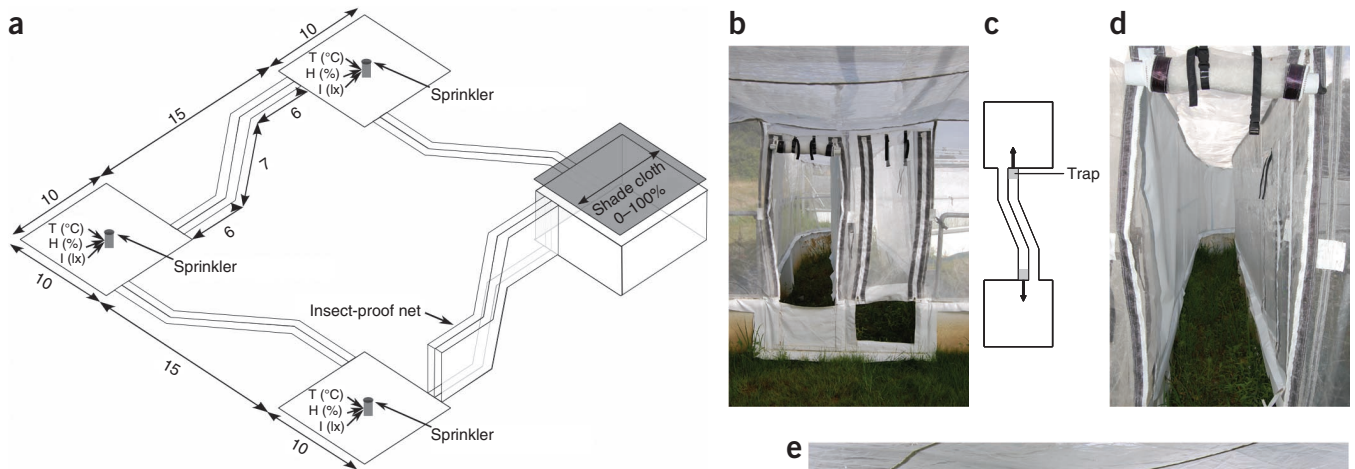 a
10
T (°C)
H (%)
I (lx)
Sprinkler
15
6
7
6
Shade cloth
0–100%
10
T (°C)
H (%)
I (lx)
Sprinkler
10
Insect-proof net
15
T (°C)
H (%)
I (lx)
Sprinkler
10
b
c
Trap
d
e